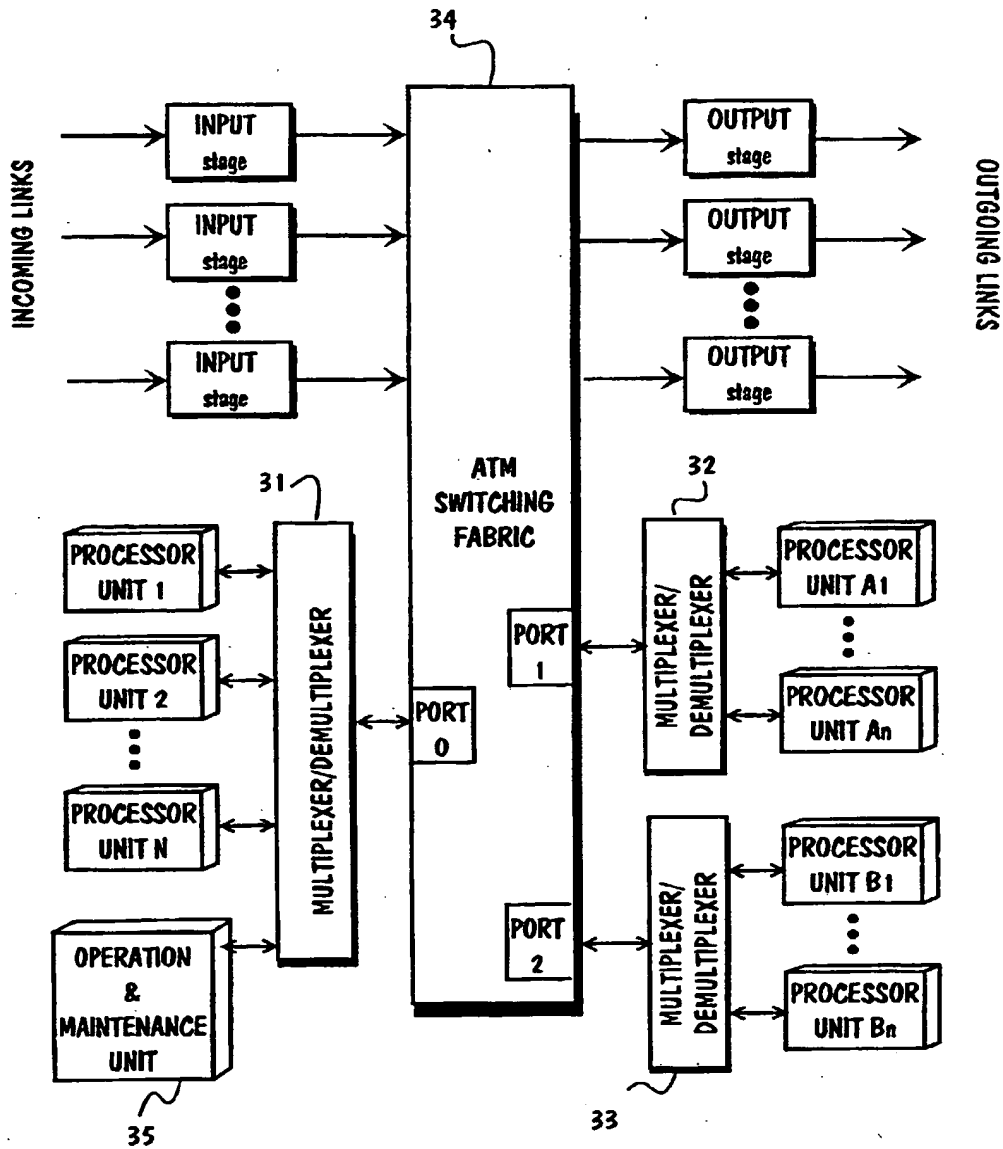 34
INCOMING LINKS
INPUT
stage
OUTPUT
stage
INPUT
stage
OUTPUT
stage
INPUT
stage
OUTPUT
stage
OUTGOING LINKS
ATM
SWITCHING
FABRIC
31
PROCESSOR
UNIT 1
PROCESSOR
UNIT 2
PROCESSOR
UNIT N
OPERATION
&
MAINTENANCE
UNIT
35
MULTIPLEXER/DEMULTIPLEXER
PORT
0
PORT
1
PORT
2
32
MULTIPLEXER/
DEMULTIPLEXER
PROCESSOR
UNIT A1
PROCESSOR
UNIT An
MULTIPLEXER/
DEMULTIPLEXER
33
PROCESSOR
UNIT B1
PROCESSOR
UNIT Bn